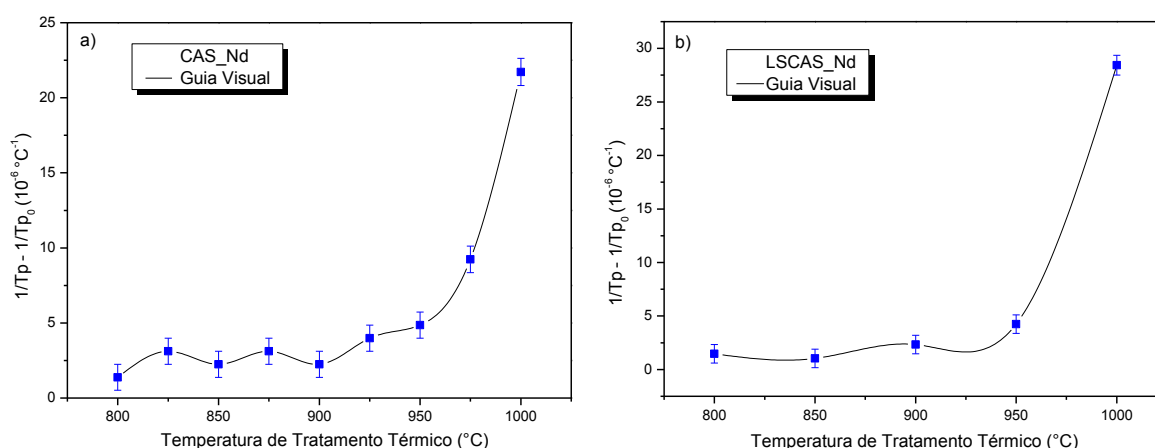 a)
CAS_Nd
Guia Visual
25
20
15
10
5
0
1/Tp - 1/Tp₀ (10⁻⁶ °C⁻¹)
800
850
900
950
1000
Temperatura de Tratamento Térmico (°C)
b)
LSCAS_Nd
Guia Visual
30
25
20
15
10
5
0
1/Tp - 1/Tp₀ (10⁻⁶ °C⁻¹)
800
850
900
950
1000
Temperatura de Tratamento Térmico (°C)